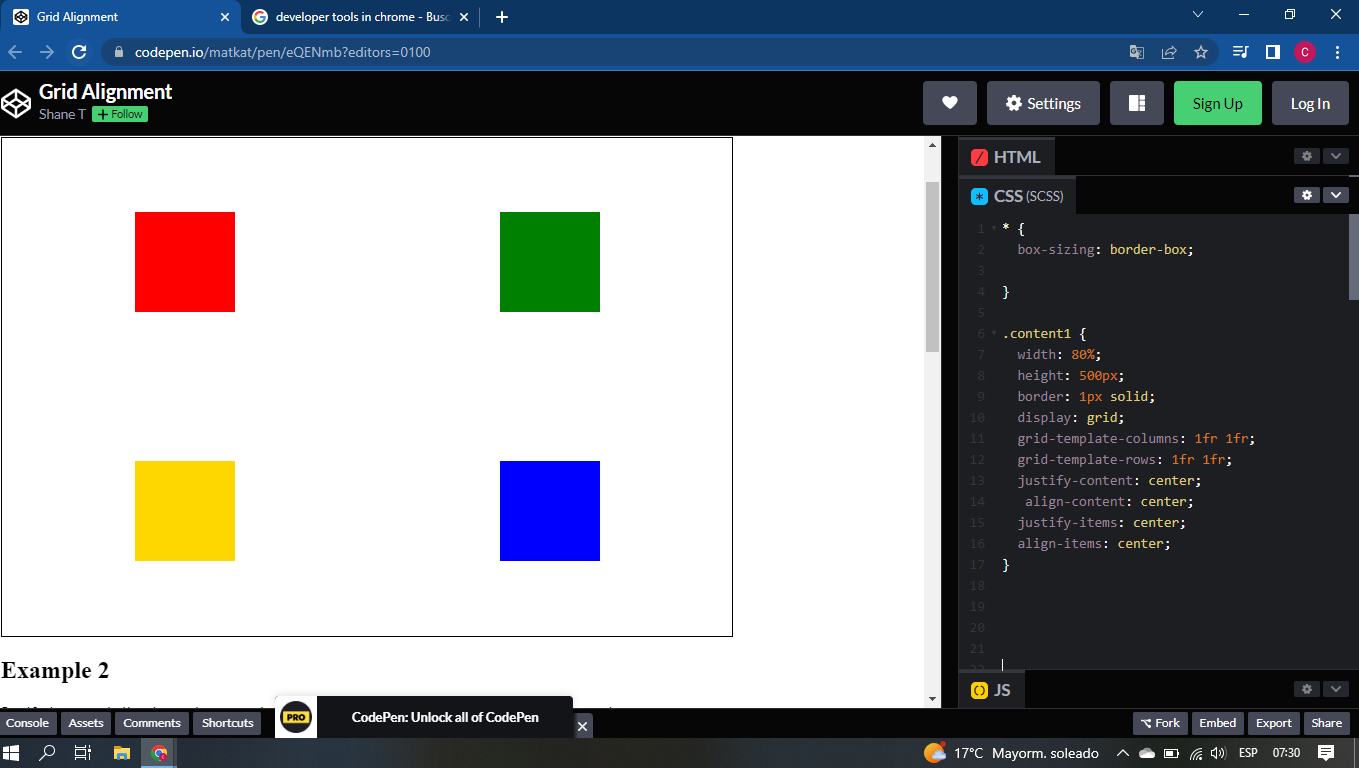 Grid Alignment
developer tools in chrome - Busc
codepen.io/matkat/pen/eQENmb?editors=0100
C
Grid Alignment
Shane T
+ Follow
Settings
Sign Up
Log In
Example 2
HTML
CSS (SCSS)
1 * {
2 box-sizing: border-box;
3
4 }
5
6 .content1 {
7 width: 80%;
8 height: 500px;
9 border: 1px solid;
10 display: grid;
11 grid-template-columns: 1fr 1fr;
12 grid-template-rows: 1fr 1fr;
13 justify-content: center;
14 align-content: center;
15 justify-items: center;
16 align-items: center;
17 }
18
19
20
21
22
JS
Console
Assets
Comments
Shortcuts
PRO
CodePen: Unlock all of CodePen
Fork
Embed
Export
Share
17°C Mayorm. soleado
ESP
07:30